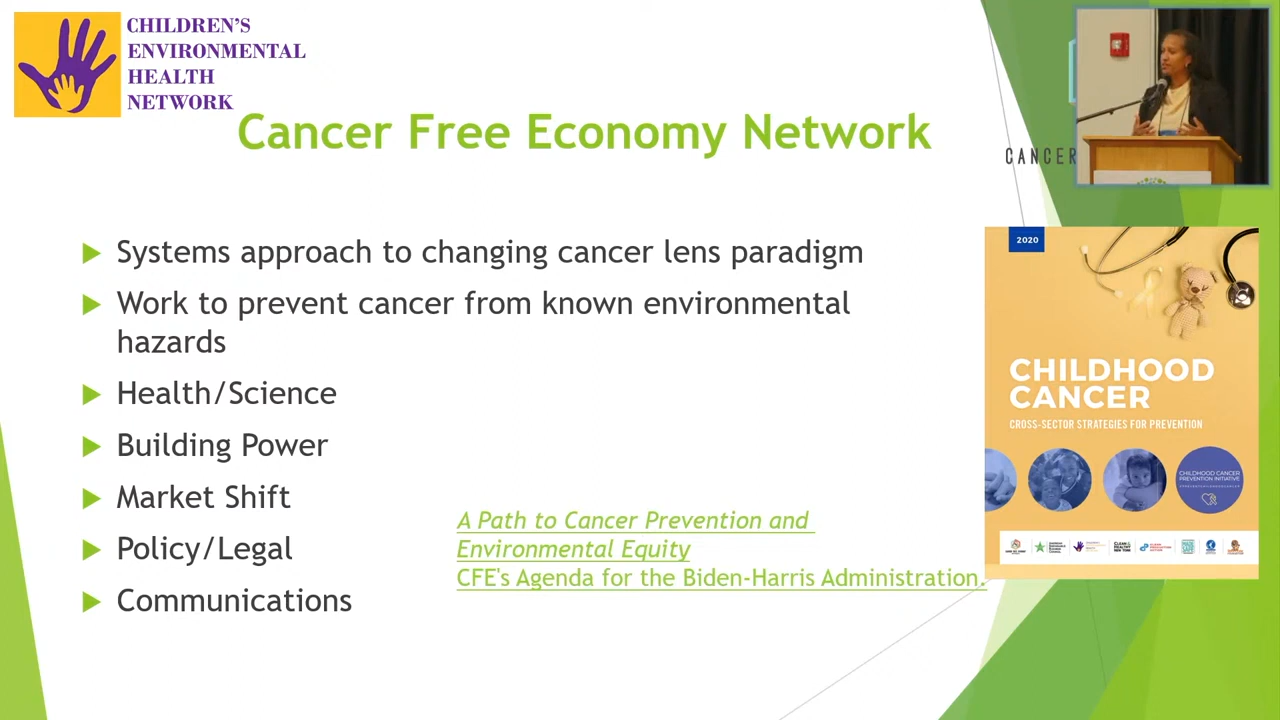 CHILDREN'S
ENVIRONMENTAL
HEALTH
NETWORK
Cancer Free Economy Network
CANCER
Systems approach to changing cancer lens paradigm
Work to prevent cancer from known environmental
hazards
Health/Science
Building Power
Market Shift
Policy/Legal
Communications
A Path to Cancer Prevention and
Environmental Equity
CFE's Agenda for the Biden-Harris Administration.
2020
CHILDHOOD
CANCER
CROSS-SECTOR STRATEGIES FOR PREVENTION
CHILDHOOD CANCER
PREVENTION INITIATIVE